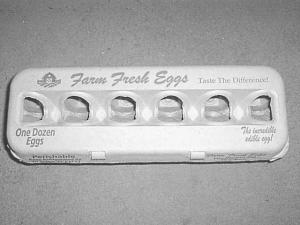 Farm Fresh Eggs
Taste The Difference!
One Dozen
Eggs
The incredible
edible egg!
Perishable